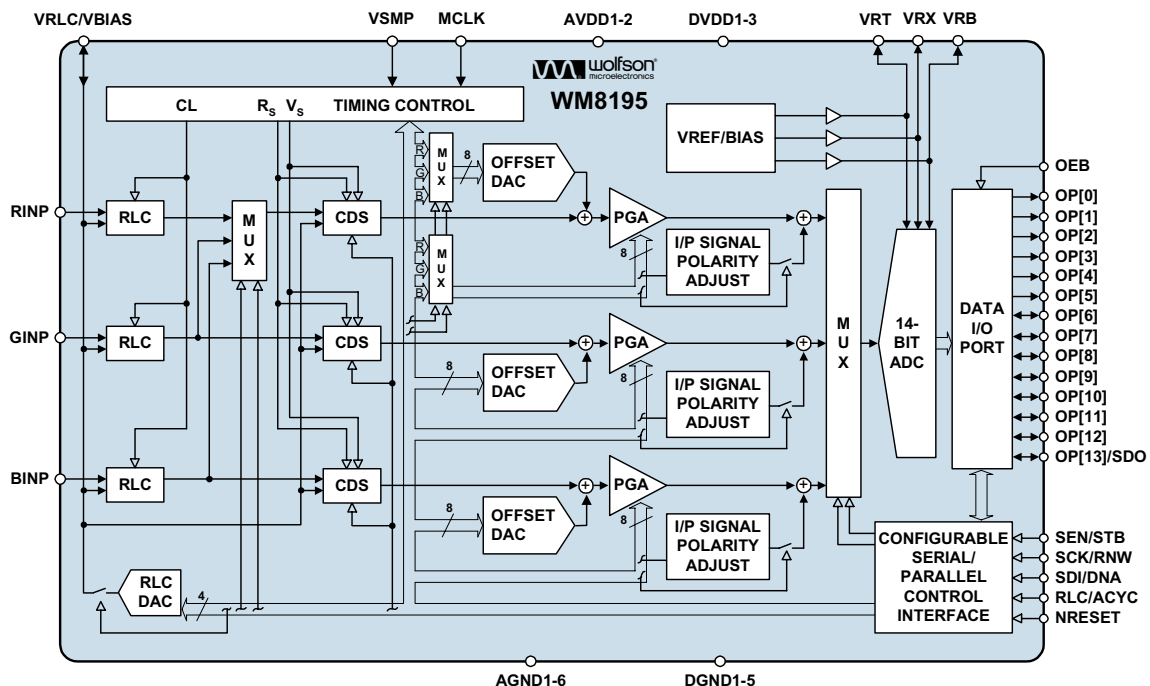 VRLC/VBIAS
VSMP
MCLK
AVDD1-2
DVDD1-3
VRT
VRX
VRB
wolfson
microelectronics
WM8195
CL
RS
VS
TIMING CONTROL
VREF/BIAS
OEB
R
G
B
MUX
8
OFFSET
DAC
RINP
RLC
MUX
CDS
+
PGA
+
R
G
B
MUX
8
I/P SIGNAL
POLARITY
ADJUST
MUX
14-
BIT
ADC
DATA
I/O
PORT
OP[0]
OP[1]
OP[2]
OP[3]
OP[4]
OP[5]
OP[6]
OP[7]
OP[8]
OP[9]
OP[10]
OP[11]
OP[12]
OP[13]/SDO
GINP
RLC
CDS
+
PGA
+
8
OFFSET
DAC
8
I/P SIGNAL
POLARITY
ADJUST
BINP
RLC
CDS
+
PGA
+
8
OFFSET
DAC
8
I/P SIGNAL
POLARITY
ADJUST
CONFIGURABLE
SERIAL/
PARALLEL
CONTROL
INTERFACE
SEN/STB
SCK/RNW
SDI/DNA
RLC/ACYC
NRESET
RLC
DAC
4
AGND1-6
DGND1-5